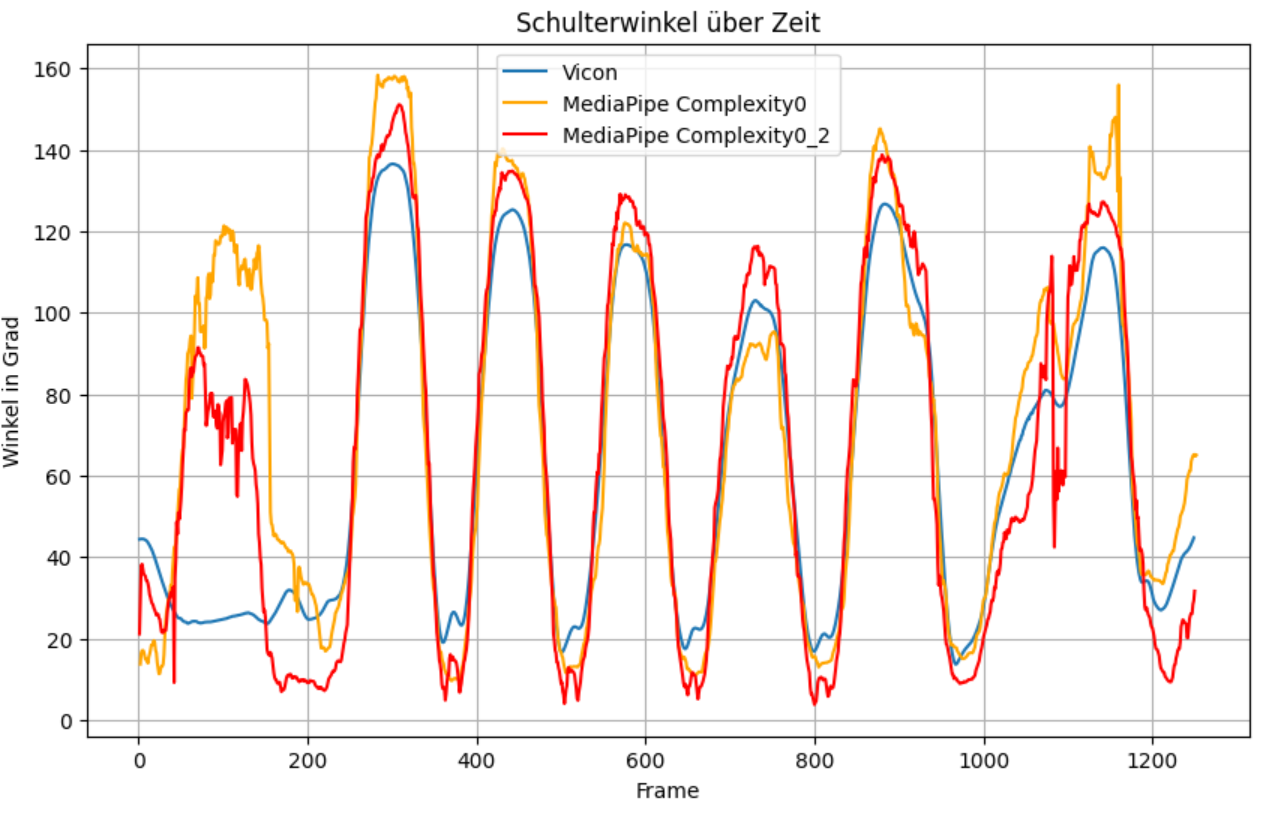 Schulterwinkel über Zeit
Vicon
MediaPipe Complexity0
MediaPipe Complexity0_2
Winkel in Grad
160
140
120
100
80
60
40
20
0
0 200 400 600 800 1000 1200
Frame